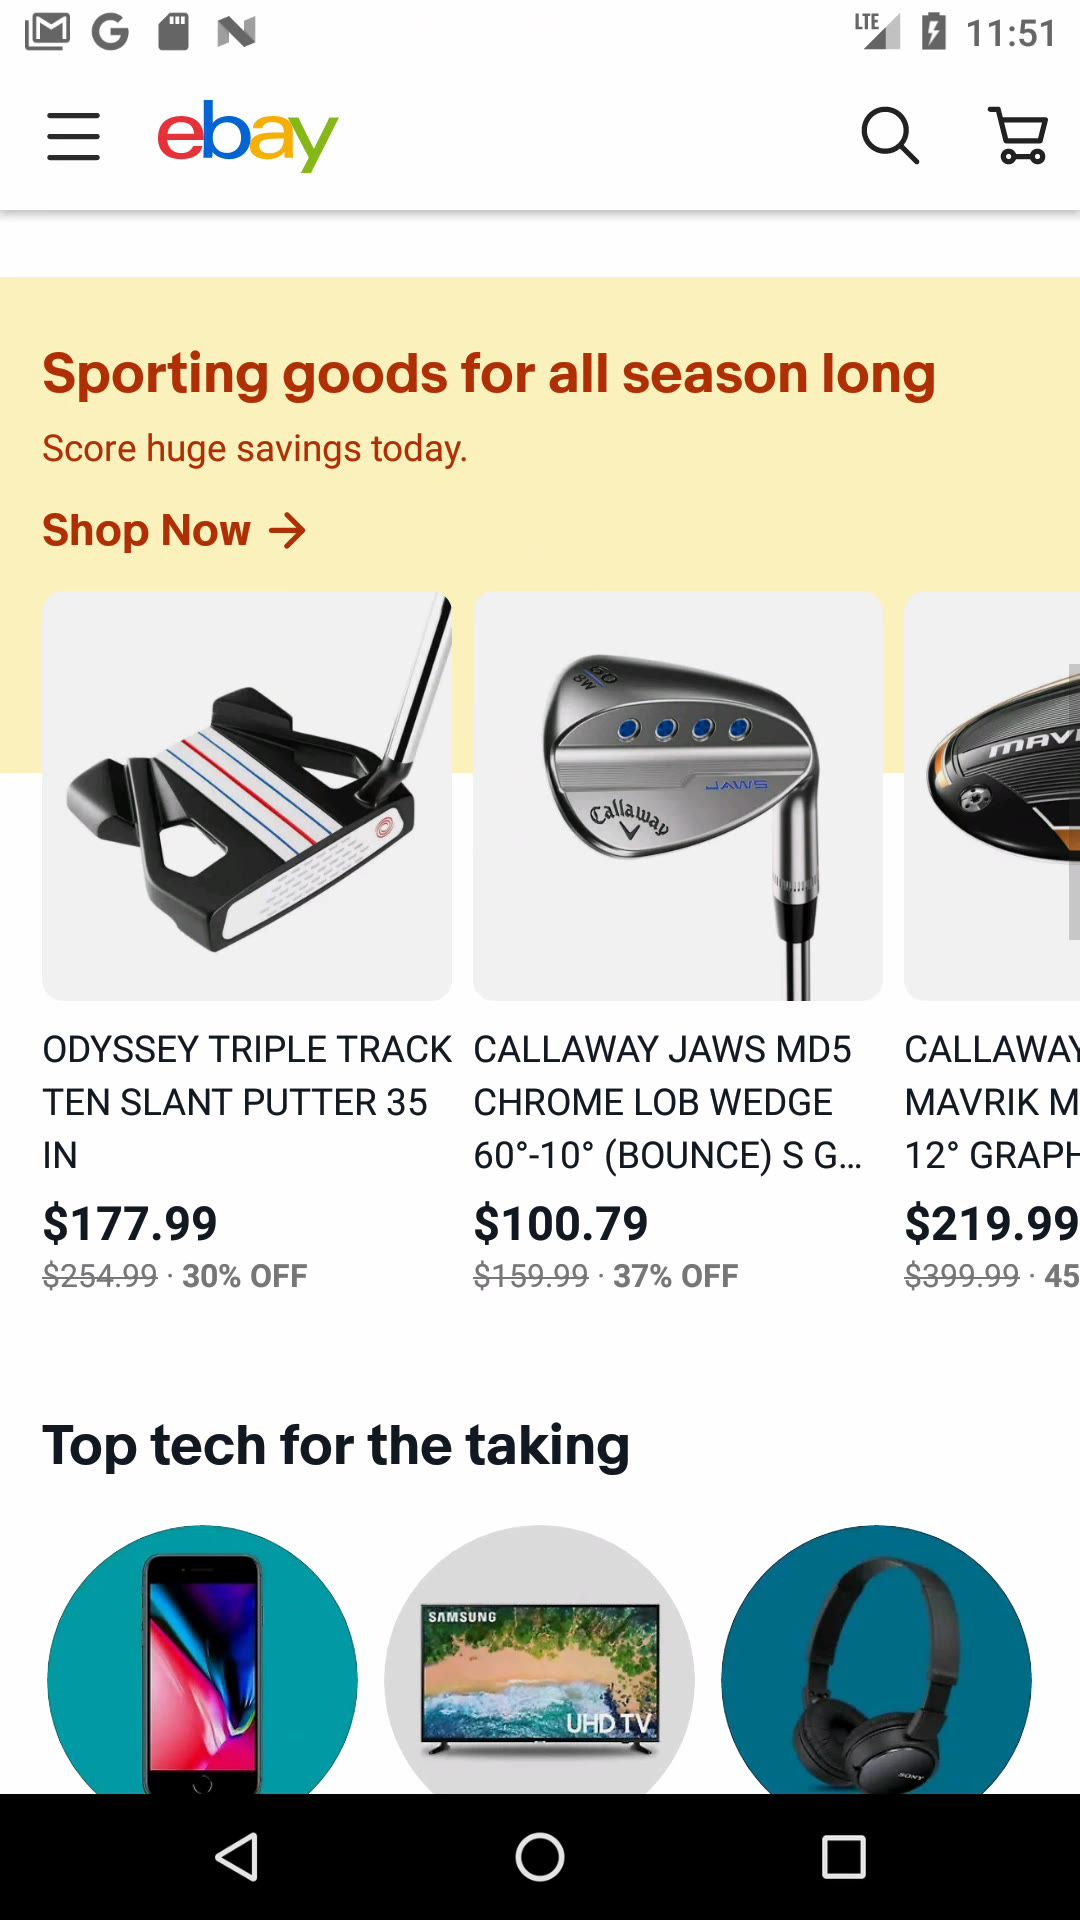 LTE 11:51
ebay
Sporting goods for all season long
Score huge savings today.
Shop Now
60
8W
JAWS
Callaway
MAV
ODYSSEY TRIPLE TRACK
TEN SLANT PUTTER 35
IN
$177.99
$254.99 · 30% OFF
CALLAWAY JAWS MD5
CHROME LOB WEDGE
60°-10° (BOUNCE) S G...
$100.79
$159.99 · 37% OFF
CALLAWAY
MAVRIK M
12° GRAPH
$219.99
$399.99 · 45
Top tech for the taking
SAMSUNG
UHD TV
SONY